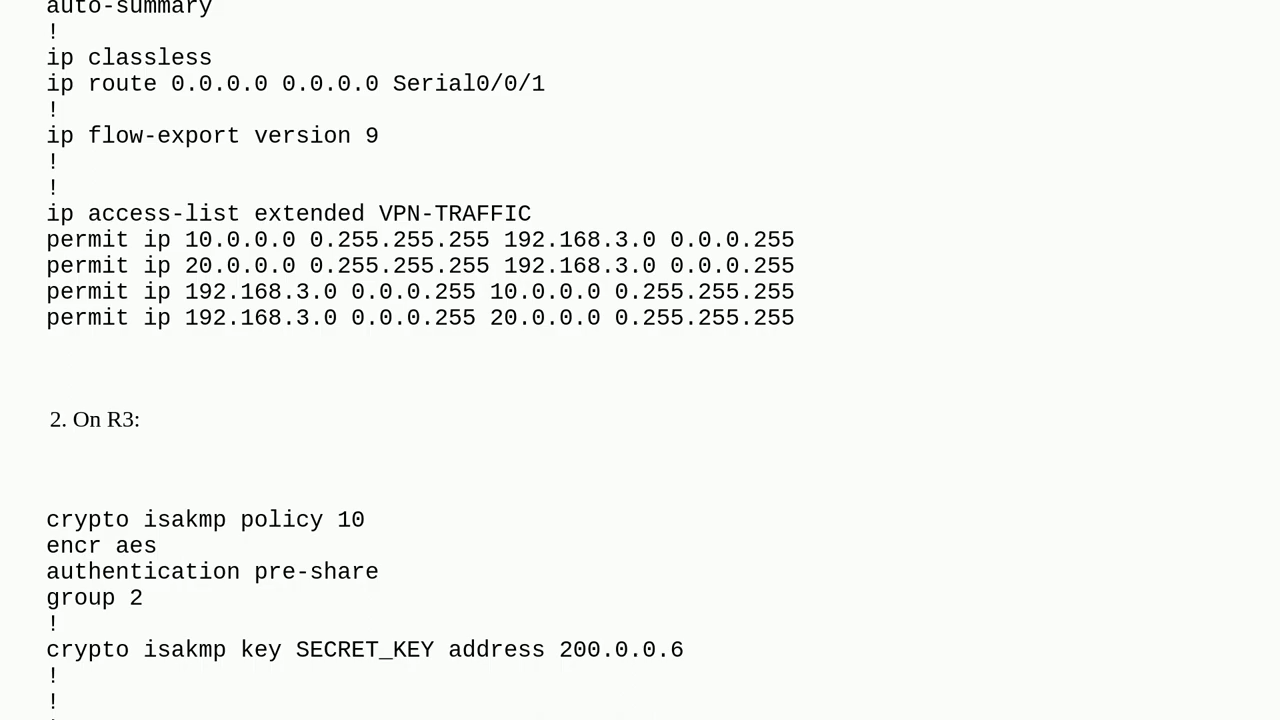 auto-summary
!
ip classless
ip route 0.0.0.0 0.0.0.0 Serial0/0/1
!
ip flow-export version 9
!
!
ip access-list extended VPN-TRAFFIC
permit ip 10.0.0.0 0.255.255.255 192.168.3.0 0.0.0.255
permit ip 20.0.0.0 0.255.255.255 192.168.3.0 0.0.0.255
permit ip 192.168.3.0 0.0.0.255 10.0.0.0 0.255.255.255
permit ip 192.168.3.0 0.0.0.255 20.0.0.0 0.255.255.255
2. On R3:
crypto isakmp policy 10
encr aes
authentication pre-share
group 2
!
crypto isakmp key SECRET_KEY address 200.0.0.6
!
!